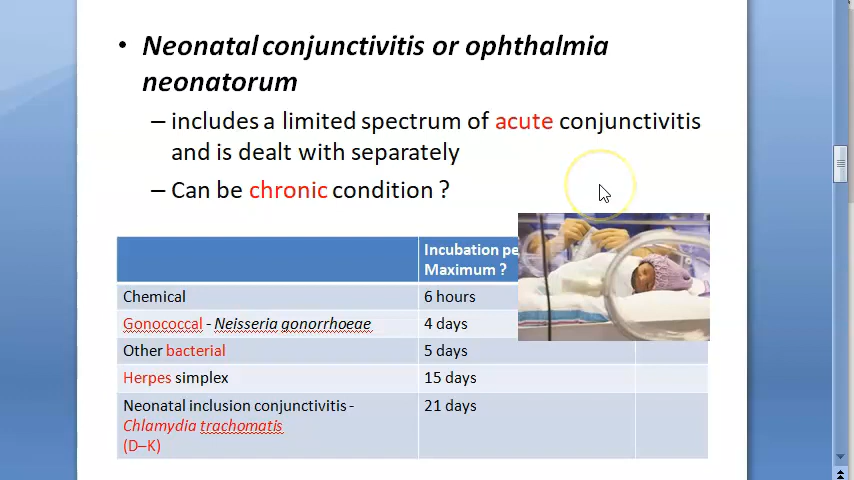 • Neonatal conjunctivitis or ophthalmia
neonatorum
– includes a limited spectrum of acute conjunctivitis
and is dealt with separately
– Can be chronic condition ?
Incubation pe
Maximum ?
Chemical 6 hours
Gonococcal - Neisseria gonorrhoeae 4 days
Other bacterial 5 days
Herpes simplex 15 days
Neonatal inclusion conjunctivitis - 21 days
Chlamydia trachomatis
(D–K)